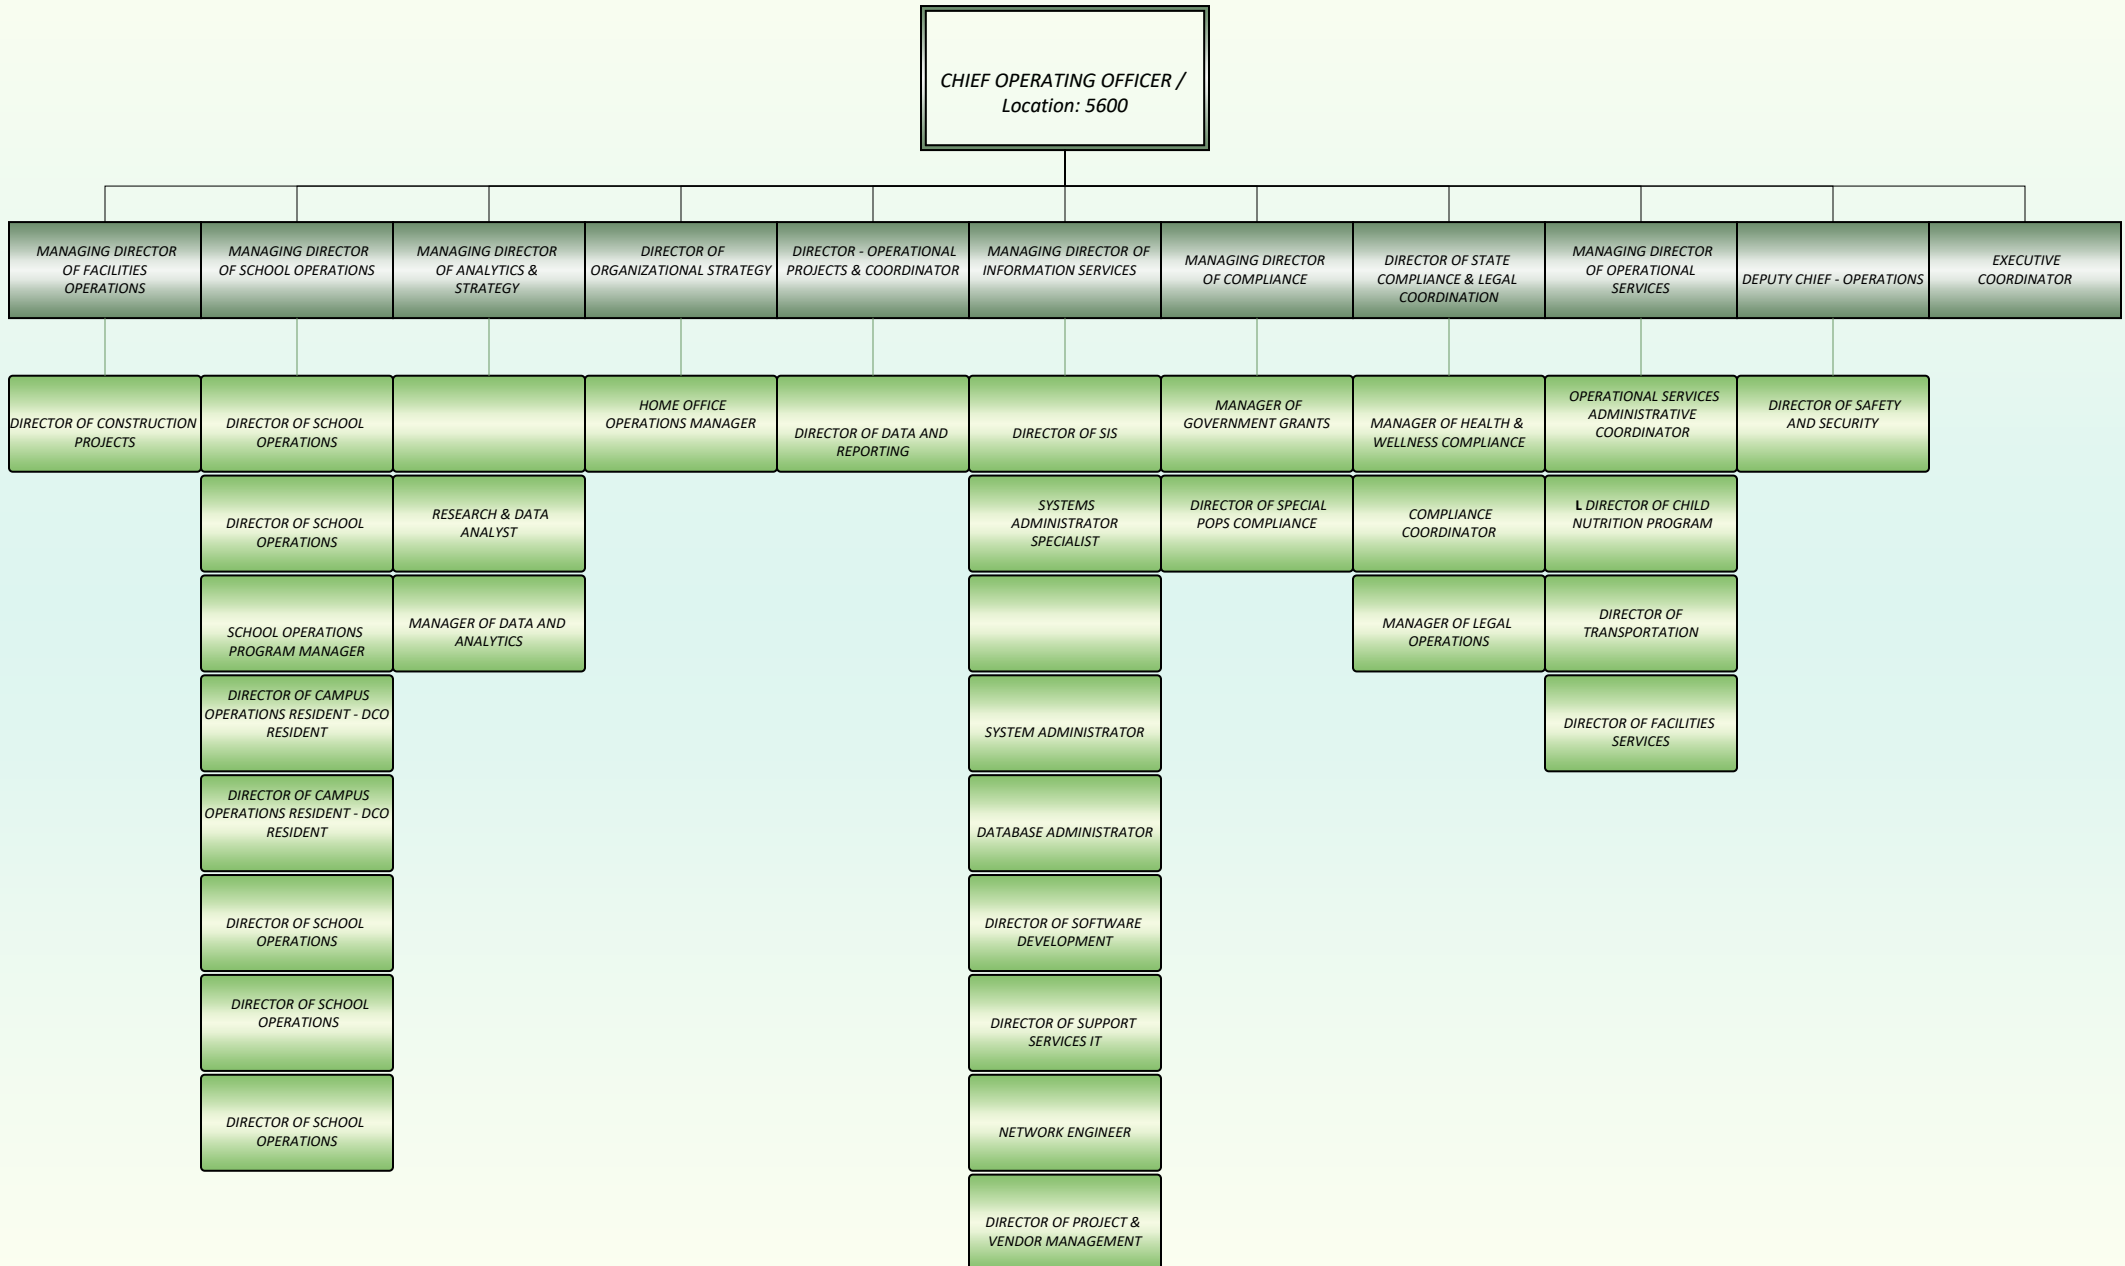 CHIEF OPERATING OFFICER /
Location: 5600
MANAGING DIRECTOR
OF FACILITIES
OPERATIONS
MANAGING DIRECTOR
OF SCHOOL OPERATIONS
MANAGING DIRECTOR
OF ANALYTICS &
STRATEGY
DIRECTOR OF
ORGANIZATIONAL STRATEGY
DIRECTOR - OPERATIONAL
PROJECTS & COORDINATOR
MANAGING DIRECTOR OF
INFORMATION SERVICES
MANAGING DIRECTOR
OF COMPLIANCE
DIRECTOR OF STATE
COMPLIANCE & LEGAL
COORDINATION
MANAGING DIRECTOR
OF OPERATIONAL
SERVICES
DEPUTY CHIEF - OPERATIONS
EXECUTIVE
COORDINATOR
DIRECTOR OF CONSTRUCTION
PROJECTS
DIRECTOR OF SCHOOL
OPERATIONS
HOME OFFICE
OPERATIONS MANAGER
DIRECTOR OF DATA AND
REPORTING
DIRECTOR OF SIS
MANAGER OF
GOVERNMENT GRANTS
MANAGER OF HEALTH &
WELLNESS COMPLIANCE
OPERATIONAL SERVICES
ADMINISTRATIVE
COORDINATOR
DIRECTOR OF SAFETY
AND SECURITY
DIRECTOR OF SCHOOL
OPERATIONS
RESEARCH & DATA
ANALYST
SYSTEMS
ADMINISTRATOR
SPECIALIST
DIRECTOR OF SPECIAL
POPS COMPLIANCE
COMPLIANCE
COORDINATOR
L DIRECTOR OF CHILD
NUTRITION PROGRAM
SCHOOL OPERATIONS
PROGRAM MANAGER
MANAGER OF DATA AND
ANALYTICS
MANAGER OF LEGAL
OPERATIONS
DIRECTOR OF
TRANSPORTATION
DIRECTOR OF CAMPUS
OPERATIONS RESIDENT - DCO
RESIDENT
SYSTEM ADMINISTRATOR
DIRECTOR OF FACILITIES
SERVICES
DIRECTOR OF CAMPUS
OPERATIONS RESIDENT - DCO
RESIDENT
DATABASE ADMINISTRATOR
DIRECTOR OF SCHOOL
OPERATIONS
DIRECTOR OF SOFTWARE
DEVELOPMENT
DIRECTOR OF SCHOOL
OPERATIONS
DIRECTOR OF SUPPORT
SERVICES IT
DIRECTOR OF SCHOOL
OPERATIONS
NETWORK ENGINEER
DIRECTOR OF PROJECT &
VENDOR MANAGEMENT